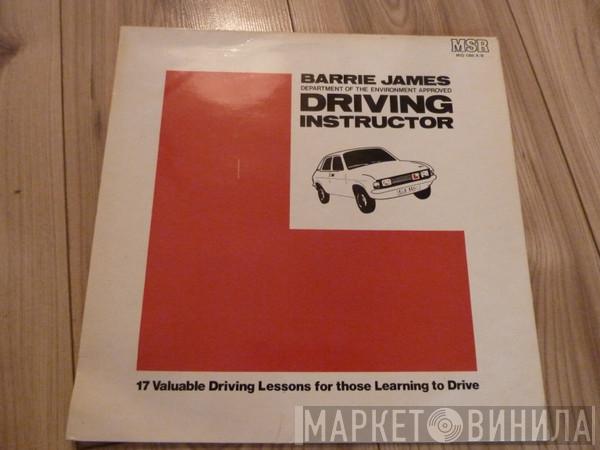 MSR
BARRIE JAMES
DEPARTMENT OF THE ENVIRONMENT APPROVED
DRIVING
INSTRUCTOR
17 Valuable Driving Lessons for those Learning to Drive
МАРКЕТ ВИНИЛА